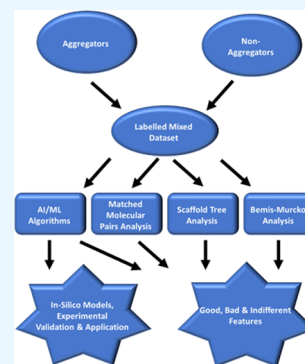 Aggregators
Non-
Aggregators
Labelled Mixed
Dataset
AI/ML
Algorithms
Matched
Molecular
Pairs Analysis
Scaffold Tree
Analysis
Bemis-Murcko
Analysis
In-Silico Models,
Experimental
Validation & Application
Good, Bad & Indifferent
Features